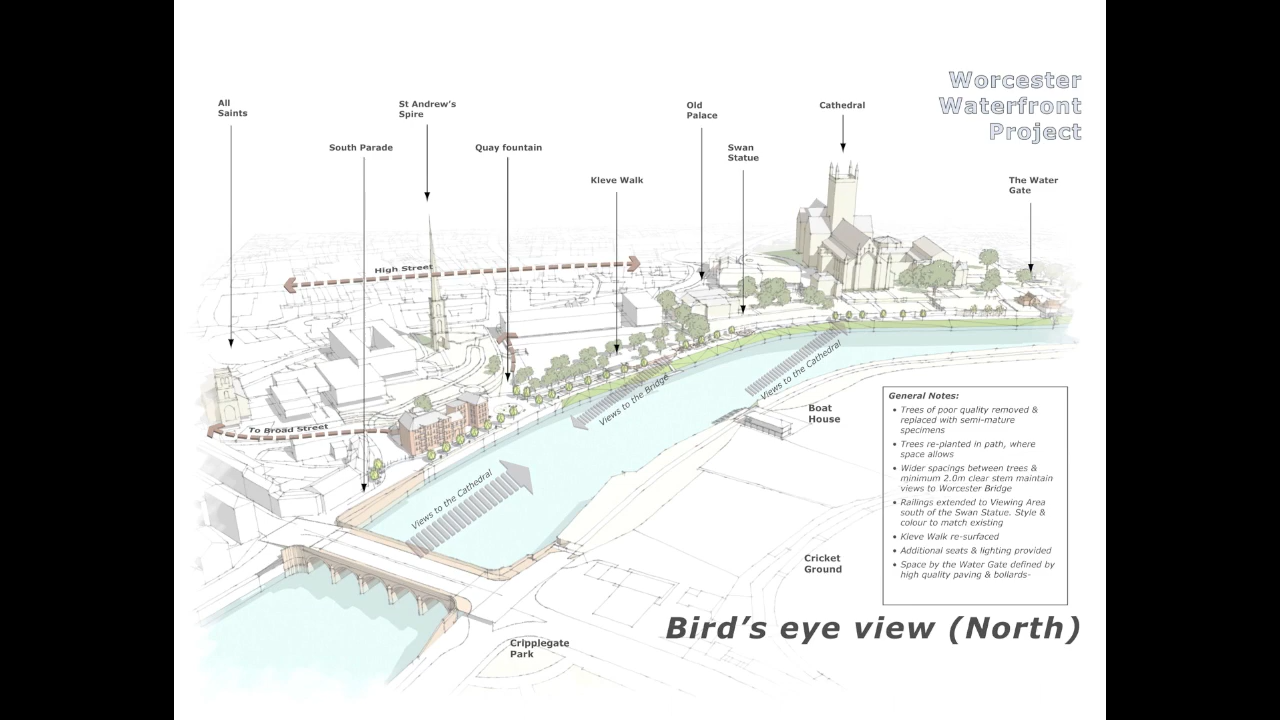 Worcester
Waterfront
Project
All
Saints
St Andrew's
Spire
Old
Palace
Cathedral
South Parade
Quay fountain
Swan
Statue
Kleve Walk
The Water
Gate
High Street
To Broad Street
Views to the Bridge
Views to the Cathedral
Views to the Cathedral
Boat
House
General Notes:
• Trees of poor quality removed &
replaced with semi-mature
specimens
• Trees re-planted in path, where
space allows
• Wider spacings between trees &
minimum 2.0m clear stem maintain
views to Worcester Bridge
• Railings extended to Viewing Area
south of the Swan Statue. Style &
colour to match existing
• Kleve Walk re-surfaced
• Additional seats & lighting provided
• Space by the Water Gate defined by
high quality paving & bollards-
Cricket
Ground
Bird's eye view (North)
Cripplegate
Park